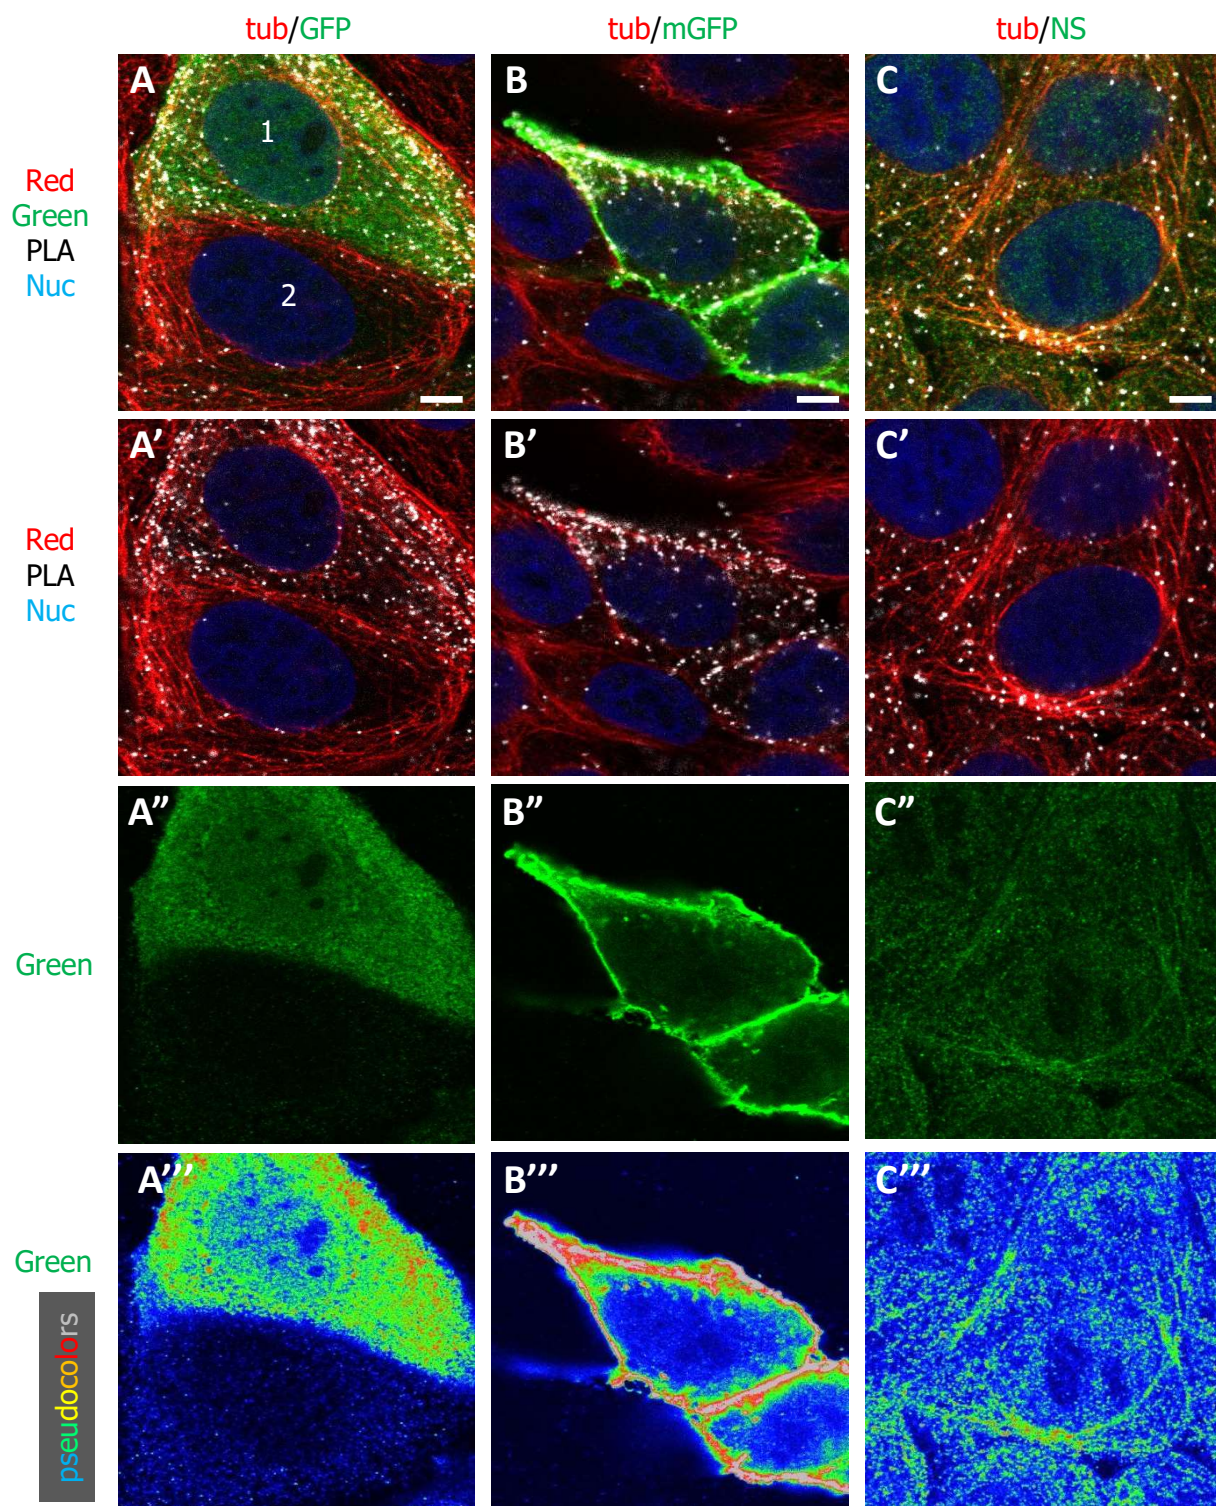 tub/GFP
tub/mGFP
tub/NS
Red
Green
PLA
Nuc
A
1
2
B
C
Red
PLA
Nuc
A’
B’
C’
Green
A’’
B’’
C’’
Green
pseudocolors
A’’’
B’’’
C’’’